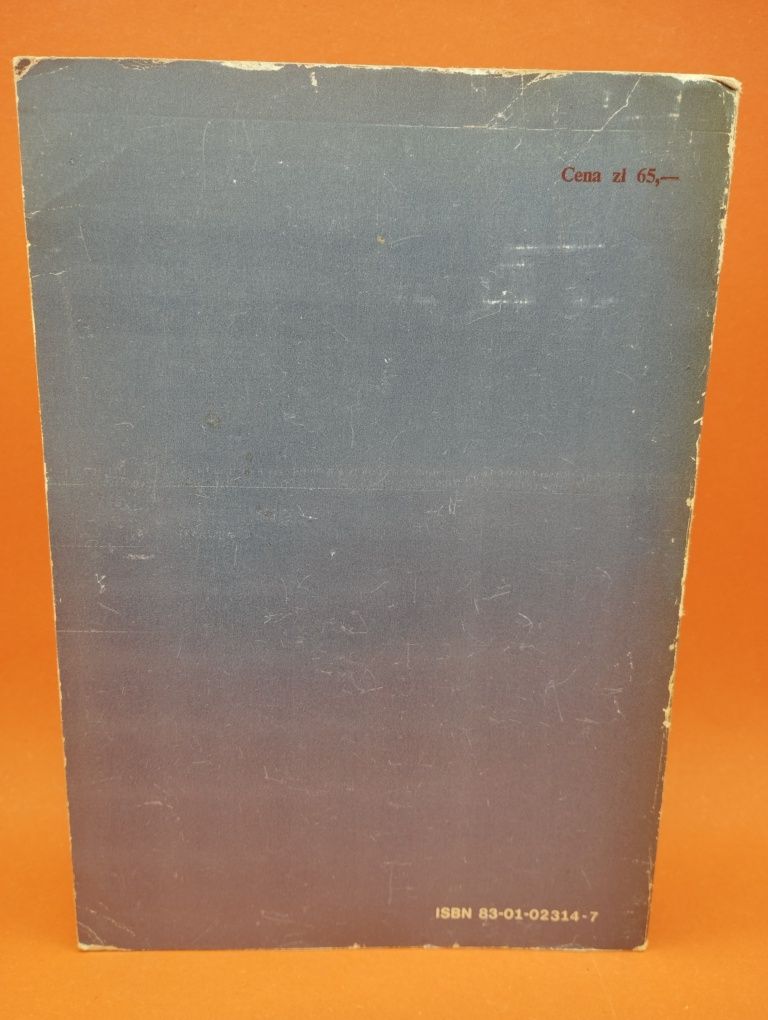 Cena zł 65,—
ISBN 83-01-02314-7